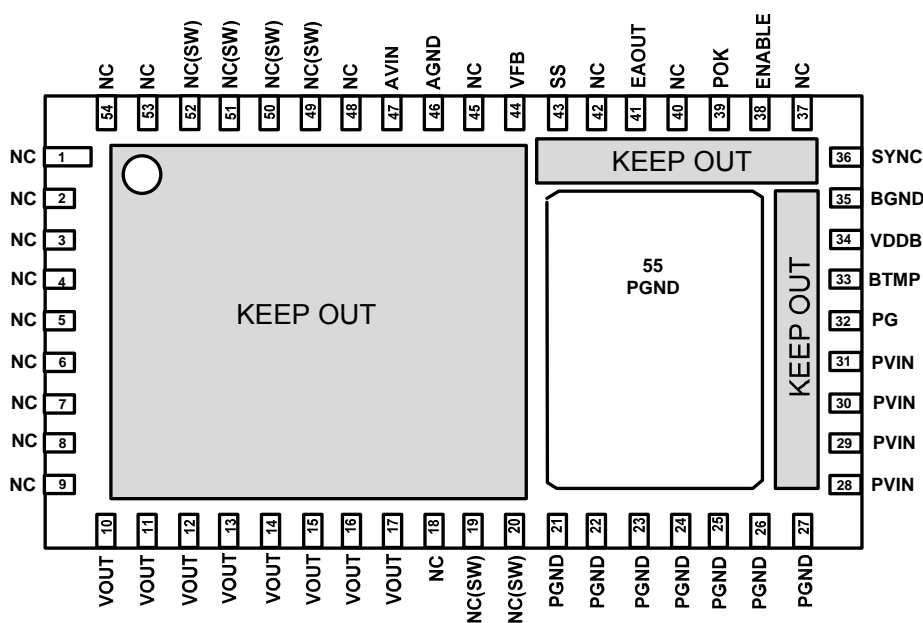 NC NC NC(SW) NC(SW) NC(SW) NC(SW) NC AVIN AGND NC VFB SS NC EAOUT NC POK ENABLE NC
54 53 52 51 50 49 48 47 46 45 44 43 42 41 40 39 38 37
NC 1
NC 2
NC 3
NC 4
NC 5
NC 6
NC 7
NC 8
NC 9
KEEP OUT
KEEP OUT
55
PGND
KEEP OUT
36 SYNC
35 BGND
34 VDDB
33 BTMP
32 PG
31 PVIN
30 PVIN
29 PVIN
28 PVIN
10 11 12 13 14 15 16 17 18 19 20 21 22 23 24 25 26 27
VOUT VOUT VOUT VOUT VOUT VOUT VOUT VOUT NC NC(SW) NC(SW) PGND PGND PGND PGND PGND PGND PGND